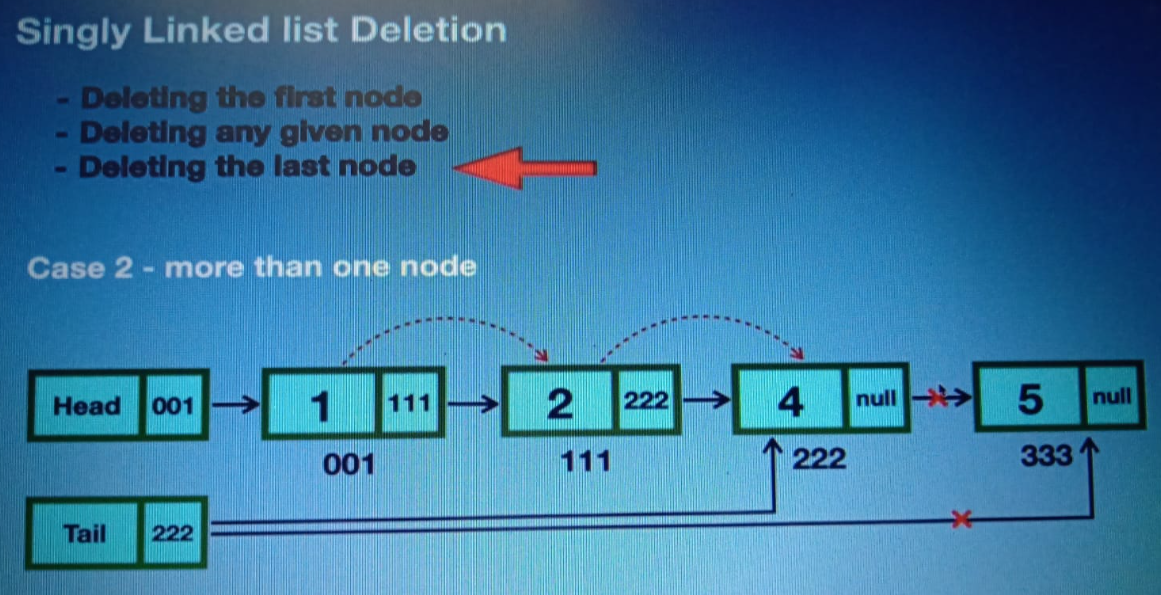 Singly Linked list Deletion
- Deleting the first node
- Deleting any given node
- Deleting the last node
Case 2 - more than one node
Head 001 1 111 2 222 4 null 5 null
001 111 222 333
Tail 222